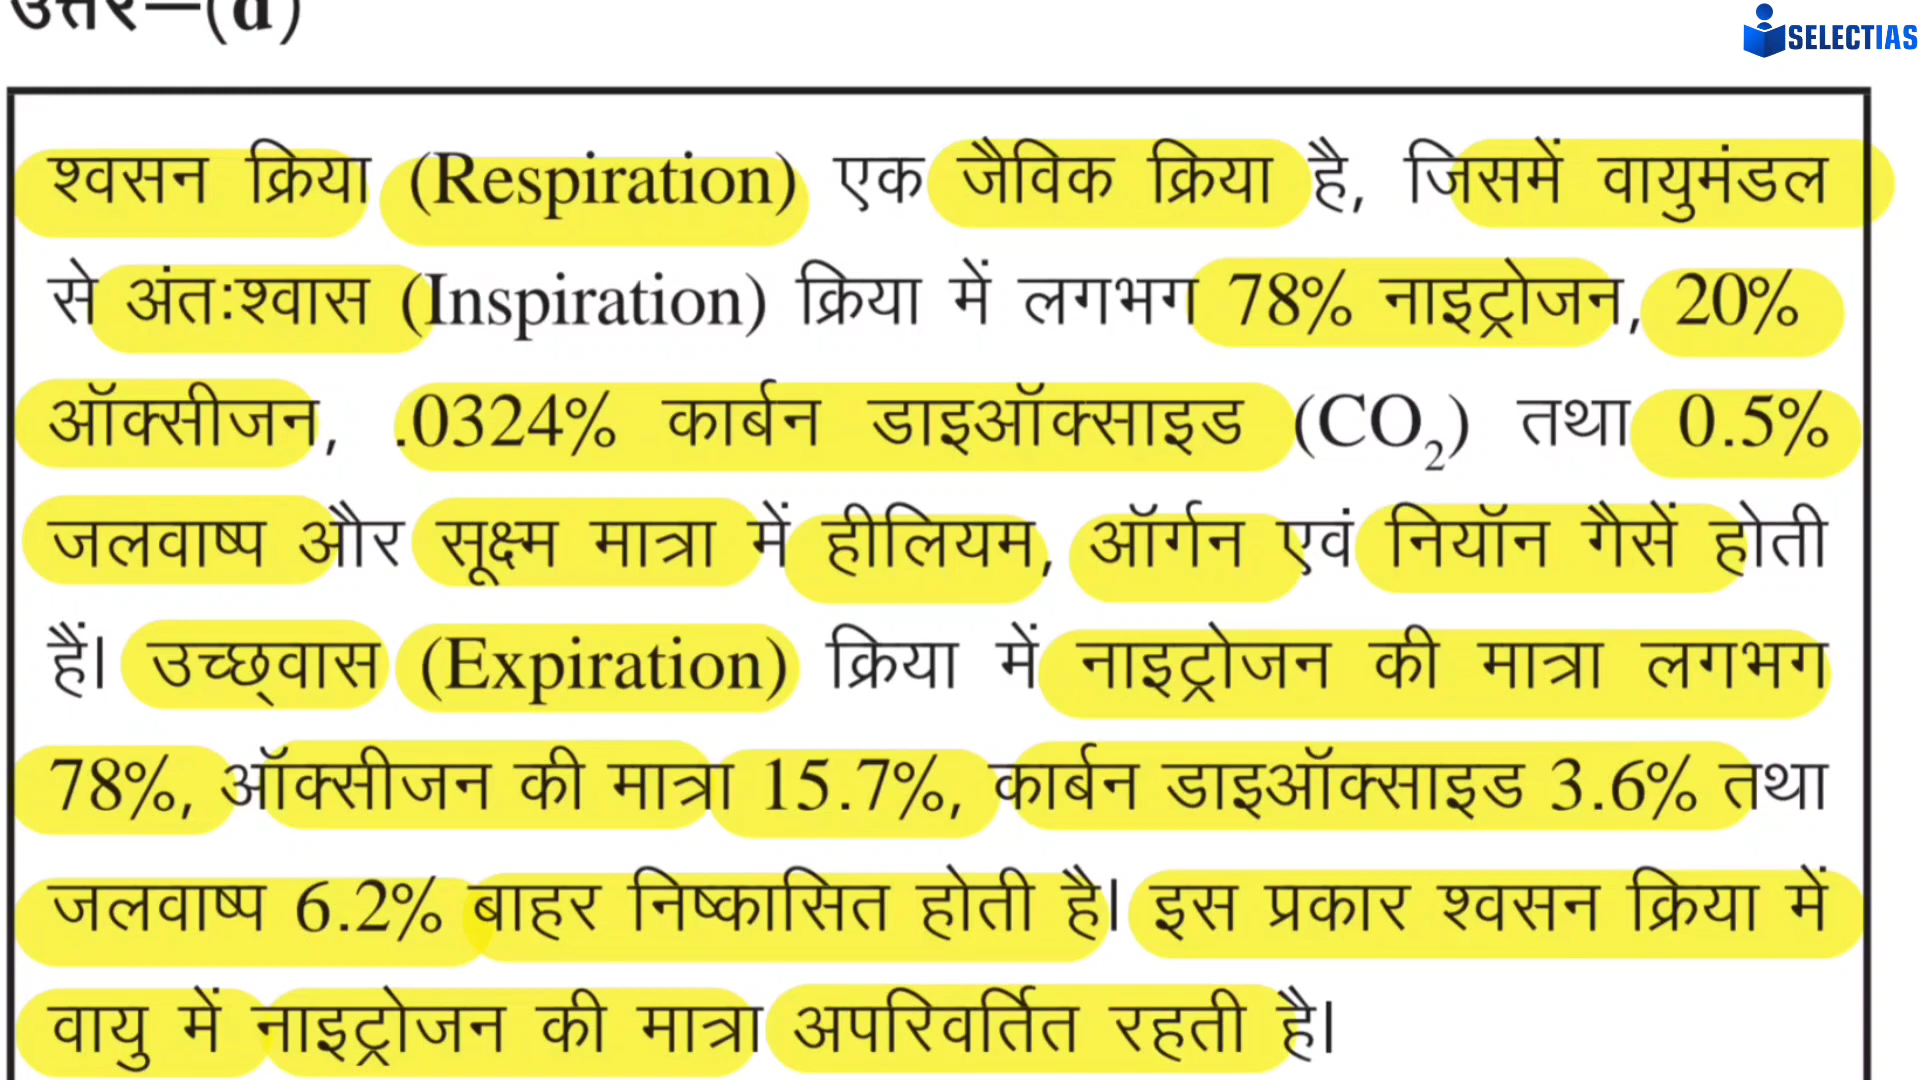 उत्तर–(d)
SELECTIAS
श्वसन क्रिया (Respiration) एक जैविक क्रिया है, जिसमें वायुमंडल
से अंत:श्वास (Inspiration) क्रिया में लगभग 78% नाइट्रोजन, 20%
ऑक्सीजन, .0324% कार्बन डाइऑक्साइड (CO₂) तथा 0.5%
जलवाष्प और सूक्ष्म मात्रा में हीलियम, ऑर्गन एवं नियॉन गैसें होती
हैं। उच्छ्वास (Expiration) क्रिया में नाइट्रोजन की मात्रा लगभग
78%, ऑक्सीजन की मात्रा 15.7%, कार्बन डाइऑक्साइड 3.6% तथा
जलवाष्प 6.2% बाहर निष्कासित होती है। इस प्रकार श्वसन क्रिया में
वायु में नाइट्रोजन की मात्रा अपरिवर्तित रहती है।